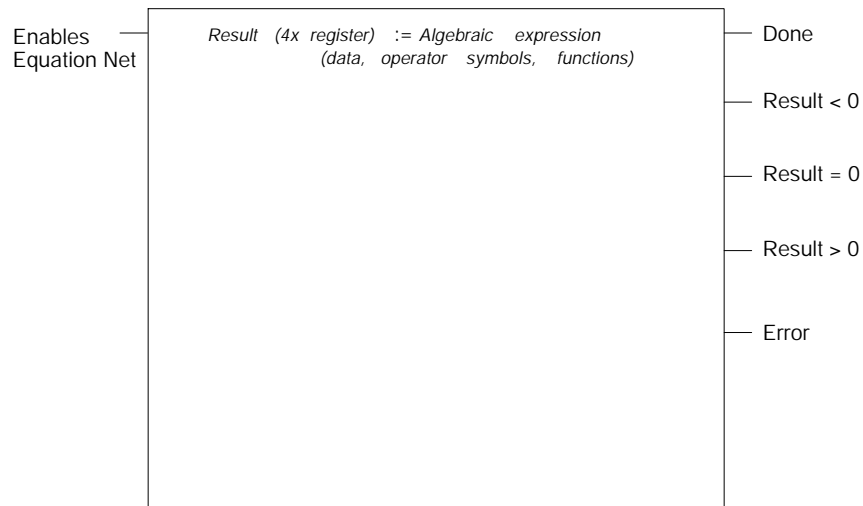 Enables
Equation Net
Result (4x register) := Algebraic expression
(data, operator symbols, functions)
Done
Result < 0
Result = 0
Result > 0
Error